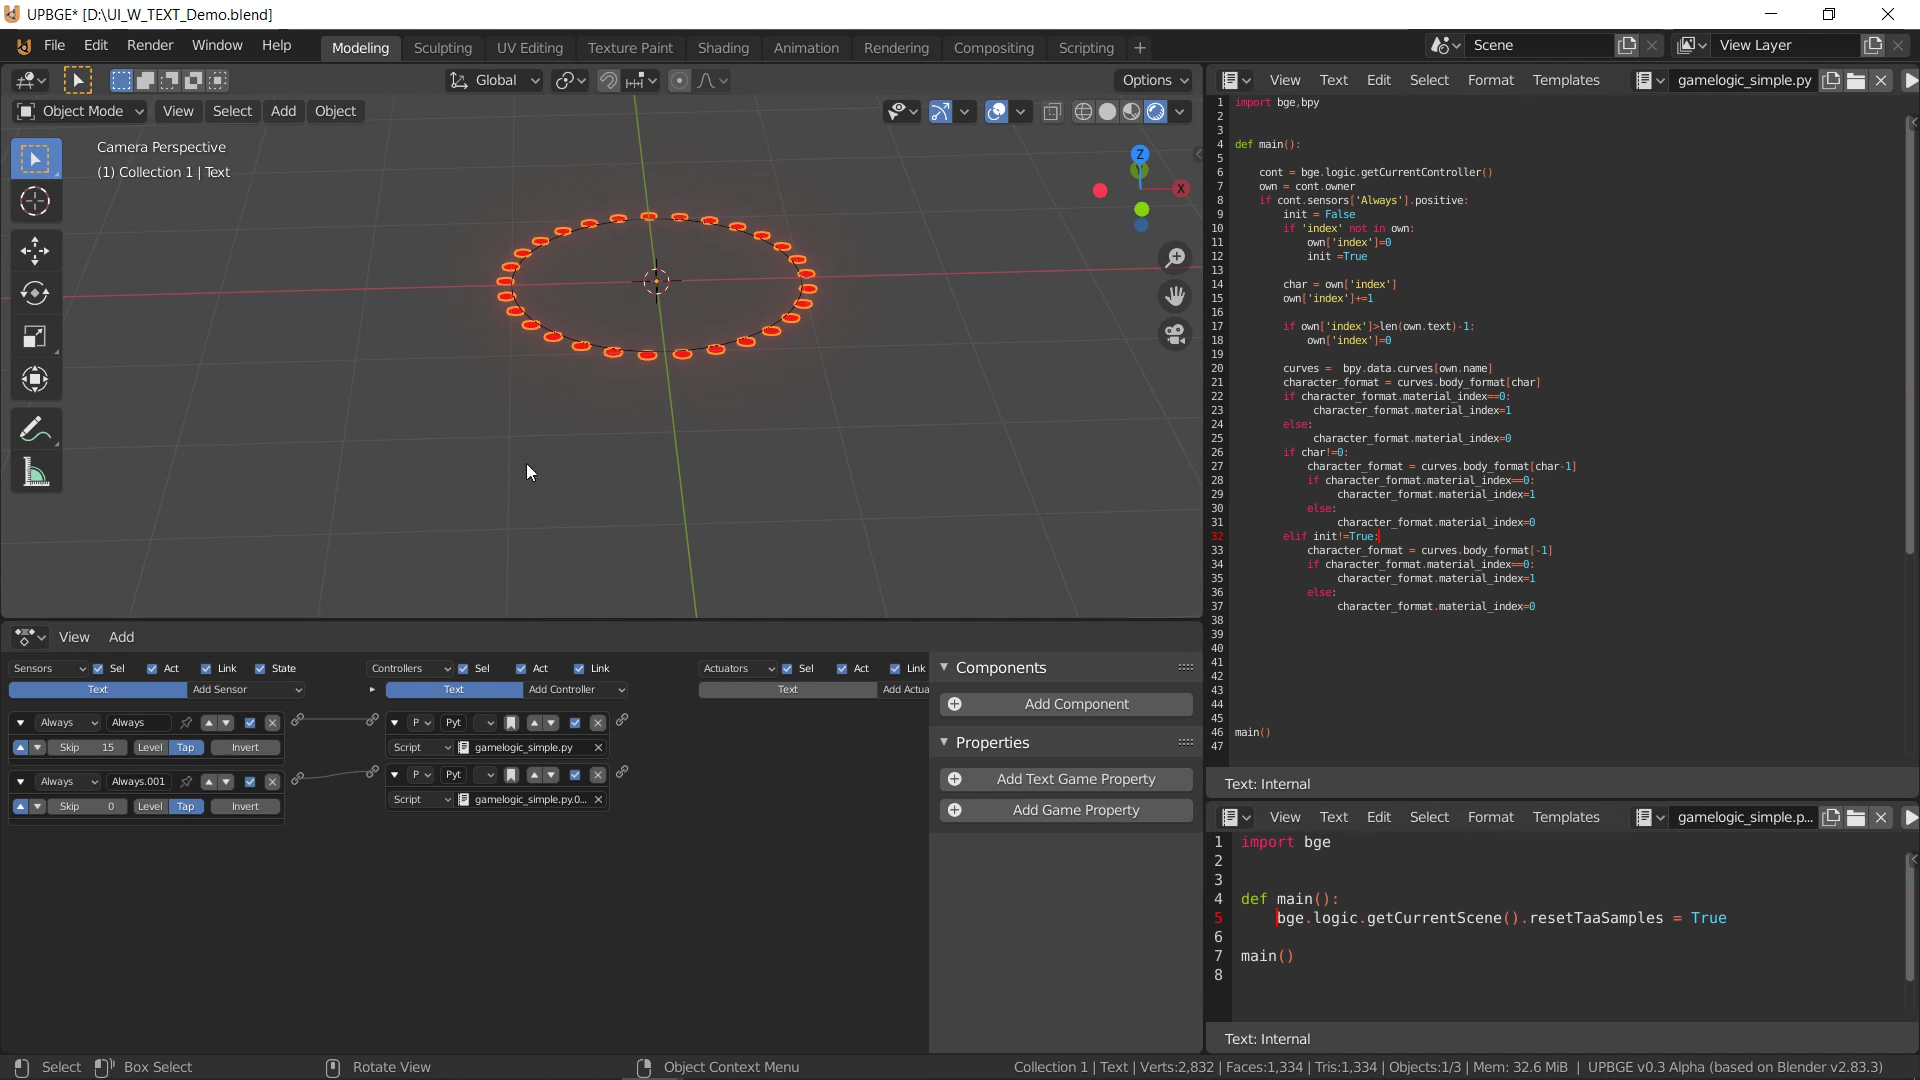 UPBGE* [D:\UI_W_TEXT_Demo.blend]
File Edit Render Window Help Modeling Sculpting UV Editing Texture Paint Shading Animation Rendering Compositing Scripting + Scene View Layer
Global Options
Object Mode View Select Add Object
Camera Perspective
(1) Collection 1 | Text
Z
Y
X
View Text Edit Select Format Templates gamelogic_simple.py
1 import bge,bpy
2
3
4 def main():
5
6 cont = bge.logic.getCurrentController()
7 own = cont.owner
8 if cont.sensors['Always'].positive:
9 init = False
10 if 'index' not in own:
11 own['index']=0
12 init =True
13
14 char = own['index']
15 own['index']+=1
16
17 if own['index']>len(own.text)-1:
18 own['index']=0
19
20 curves = bpy.data.curves[own.name]
21 character_format = curves.body_format[char]
22 if character_format.material_index==0:
23 character_format.material_index=1
24 else:
25 character_format.material_index=0
26 if char!=0:
27 character_format = curves.body_format[char-1]
28 if character_format.material_index==0:
29 character_format.material_index=1
30 else:
31 character_format.material_index=0
32 elif init!=True:
33 character_format = curves.body_format[-1]
34 if character_format.material_index==0:
35 character_format.material_index=1
36 else:
37 character_format.material_index=0
38
39
40
41
42
43
44
45
46 main()
47
Text: Internal
View Add
Sensors Sel Act Link State Controllers Sel Act Link Actuators Sel Act Link
Text Add Sensor Text Add Controller Text Add Actua
Always Always P Pyt
Skip 15 Level Tap Invert Script gamelogic_simple.py
Always Always.001 P Pyt
Skip 0 Level Tap Invert Script gamelogic_simple.py.0...
Components
Add Component
Properties
Add Text Game Property
Add Game Property
View Text Edit Select Format Templates gamelogic_simple.p...
1 import bge
2
3
4 def main():
5 bge.logic.getCurrentScene().resetTaaSamples = True
6
7 main()
8
Text: Internal
Select Box Select Rotate View Object Context Menu Collection 1 | Text | Verts:2,832 | Faces:1,334 | Tris:1,334 | Objects:1/3 | Mem: 32.6 MiB | UPBGE v0.3 Alpha (based on Blender v2.83.3)